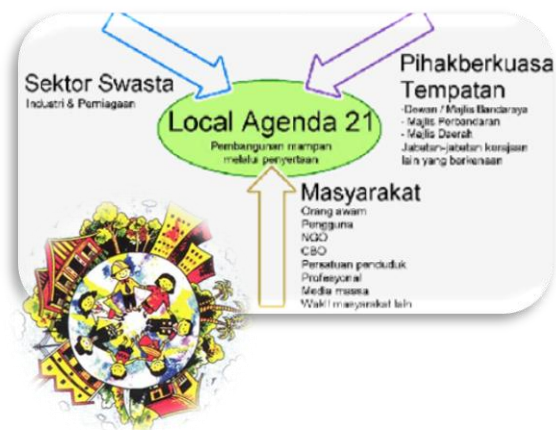 Sektor Swasta
Industri & Perniagaan
Pihakberkuasa
Tempatan
-Dewan / Majlis Bandaraya
- Majlis Perbandaran
- Majlis Daerah
Jabatan-jabatan kerajaan
lain yang berkenaan
Local Agenda 21
Pembangunan mampan
melalui penyertaan
Masyarakat
Orang awam
Pengguna
NGO
CBO
Persatuan penduduk
Profesyonal
Media massa
Wakil masyarakat lain